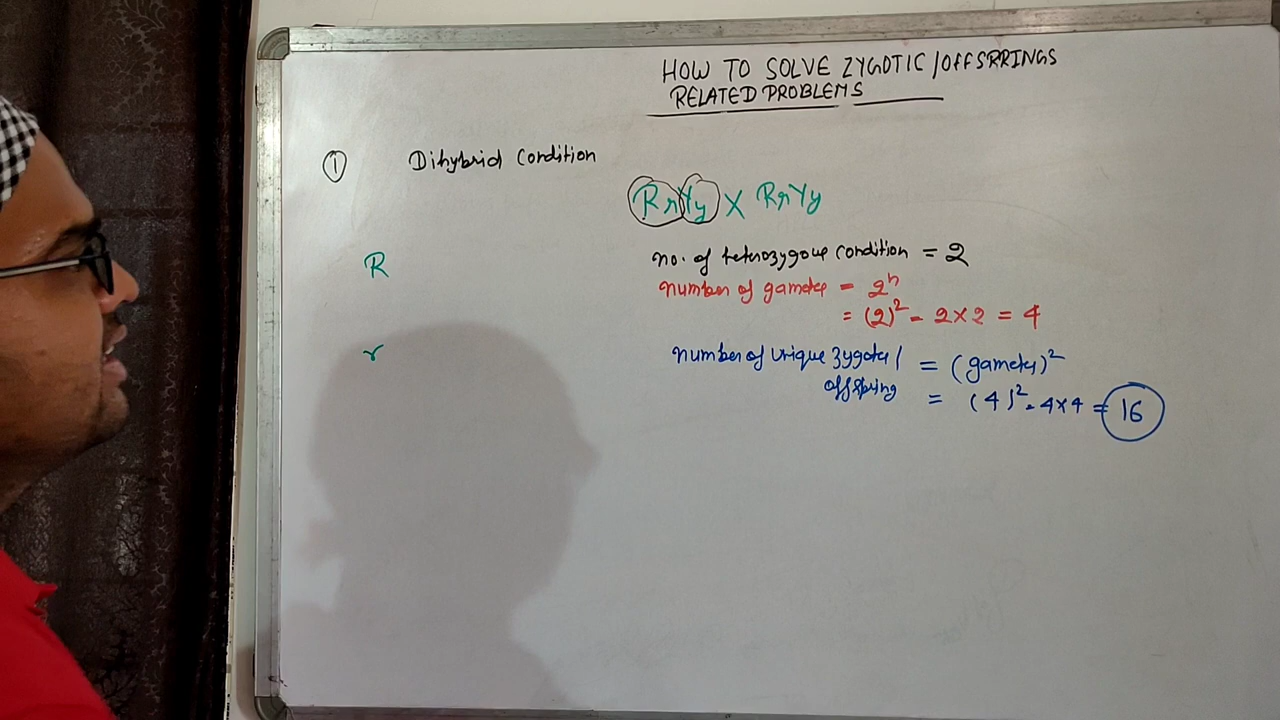 HOW TO SOLVE ZYGOTIC/OFFSRRINGS
RELATED PROBLEMS
① Dihybrid Condition
RrYy X RrYy
R
no. of heterozygous condition = 2
number of gametes = 2ⁿ
= (2)² = 2×2 = 4
r
number of unique zygotes/ = (gametes)²
offspring = (4)² = 4×4 = 16